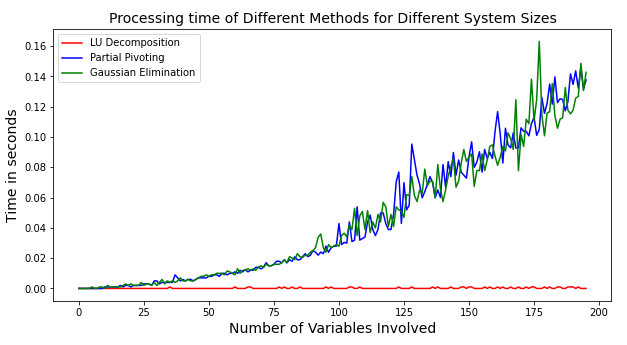 Processing time of Different Methods for Different System Sizes
LU Decomposition
Partial Pivoting
Gaussian Elimination
0.16
0.14
0.12
0.10
0.08
0.06
0.04
0.02
0.00
Time in seconds
0 25 50 75 100 125 150 175 200
Number of Variables Involved